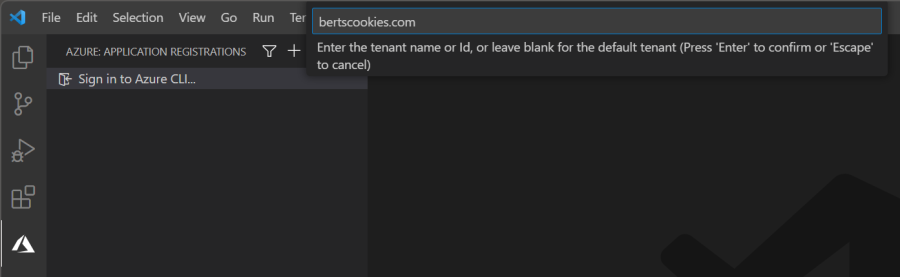 File Edit Selection View Go Run
bertscookies.com
AZURE: APPLICATION REGISTRATIONS
Enter the tenant name or Id, or leave blank for the default tenant (Press 'Enter' to confirm or 'Escape'
to cancel)
Sign in to Azure CLI...